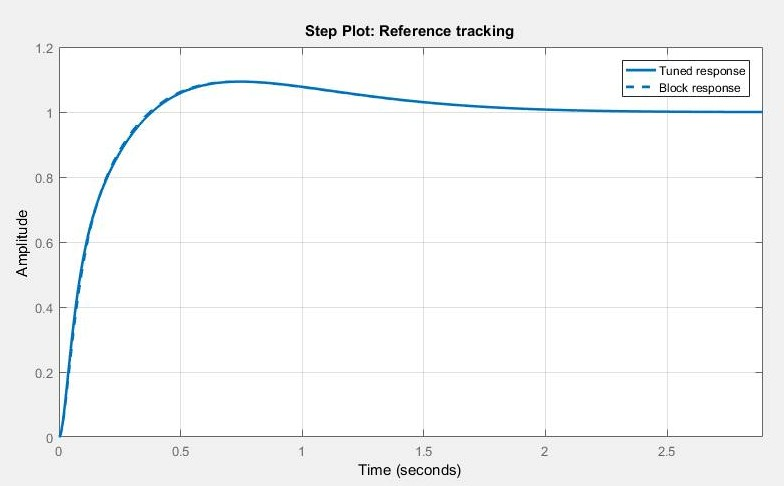 Step Plot: Reference tracking
1.2
1
0.8
0.6
0.4
0.2
0
Amplitude
Tuned response
Block response
0 0.5 1 1.5 2 2.5
Time (seconds)